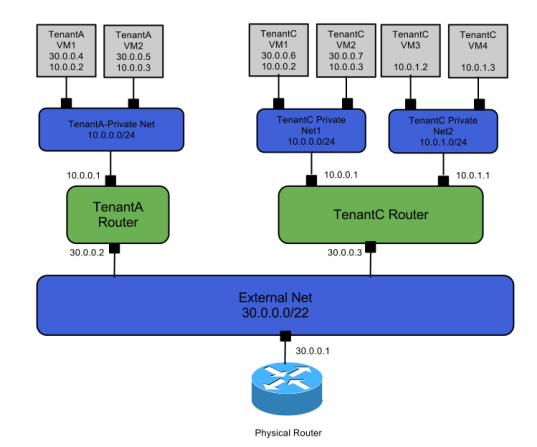 TenantA
VM1
30.0.0.4
10.0.0.2
TenantA
VM2
30.0.0.5
10.0.0.3
TenantC
VM1
30.0.0.6
10.0.0.2
TenantC
VM2
30.0.0.7
10.0.0.3
TenantC
VM3
10.0.1.2
TenantC
VM4
10.0.1.3
TenantA-Private Net
10.0.0.0/24
TenantC Private
Net1
10.0.0.0/24
TenantC Private
Net2
10.0.1.0/24
10.0.0.1
10.0.0.1
10.0.1.1
TenantA
Router
TenantC Router
30.0.0.2
30.0.0.3
External Net
30.0.0.0/22
30.0.0.1
Physical Router